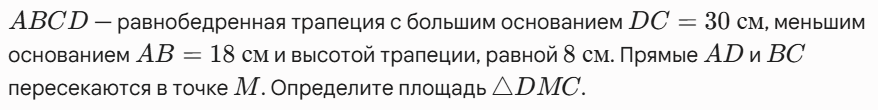 ABCD — равнобедренная трапеция с большим основанием DC = 30 см, меньшим
основанием AB = 18 см и высотой трапеции, равной 8 см. Прямые AD и BC
пересекаются в точке M. Определите площадь △DMC.